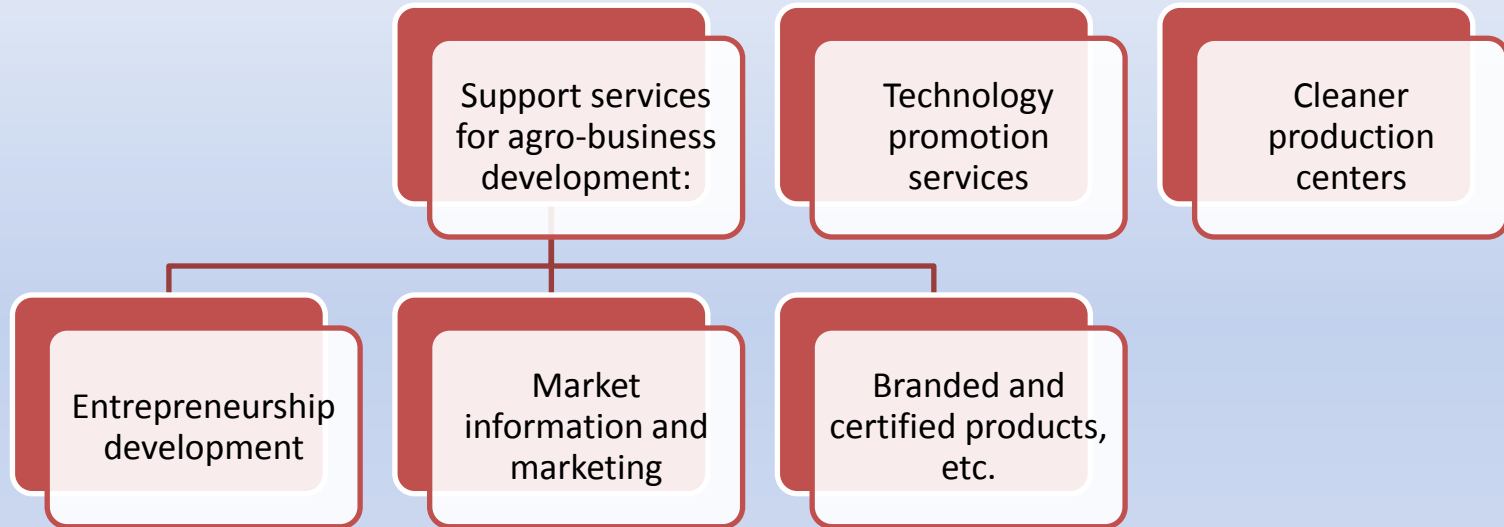 Support services
for agro-business
development:
Technology
promotion
services
Cleaner
production
centers
Entrepreneurship
development
Market
information and
marketing
Branded and
certified products,
etc.